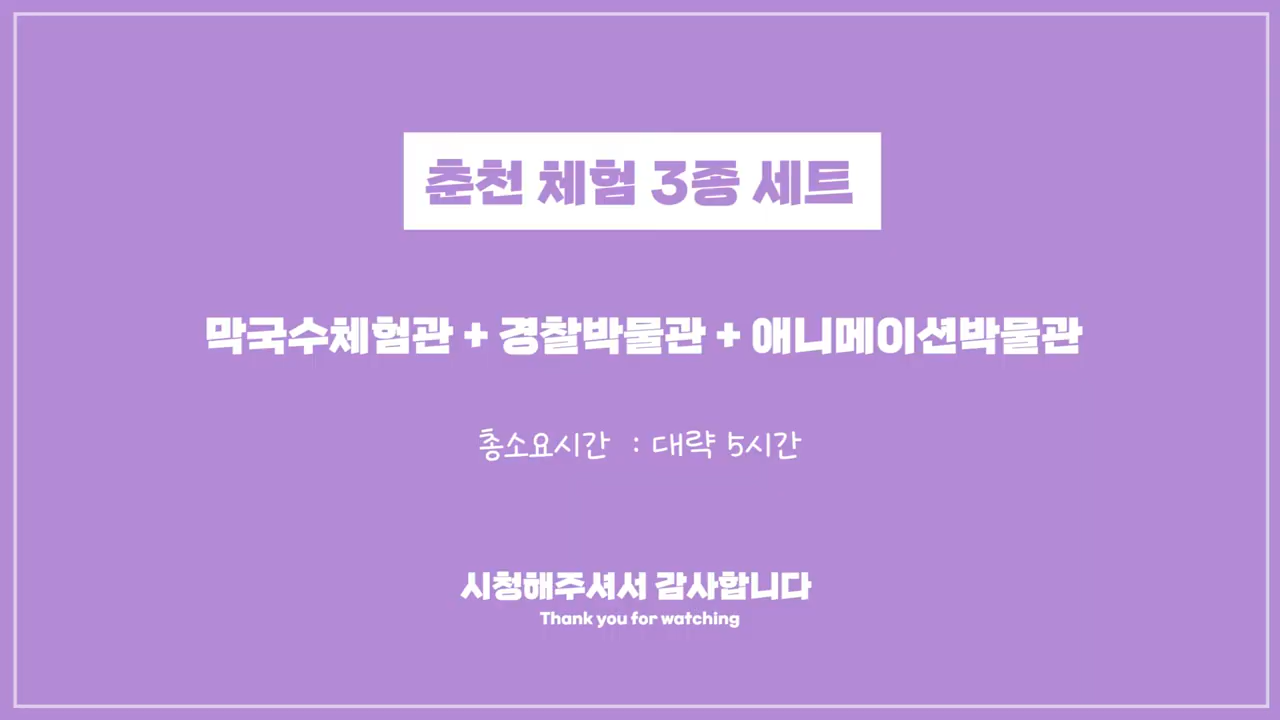 춘천 체험 3종 세트
막국수체험관 + 경찰박물관 + 애니메이션박물관
총소요시간 : 대략 5시간
시청해주셔서 감사합니다
Thank you for watching